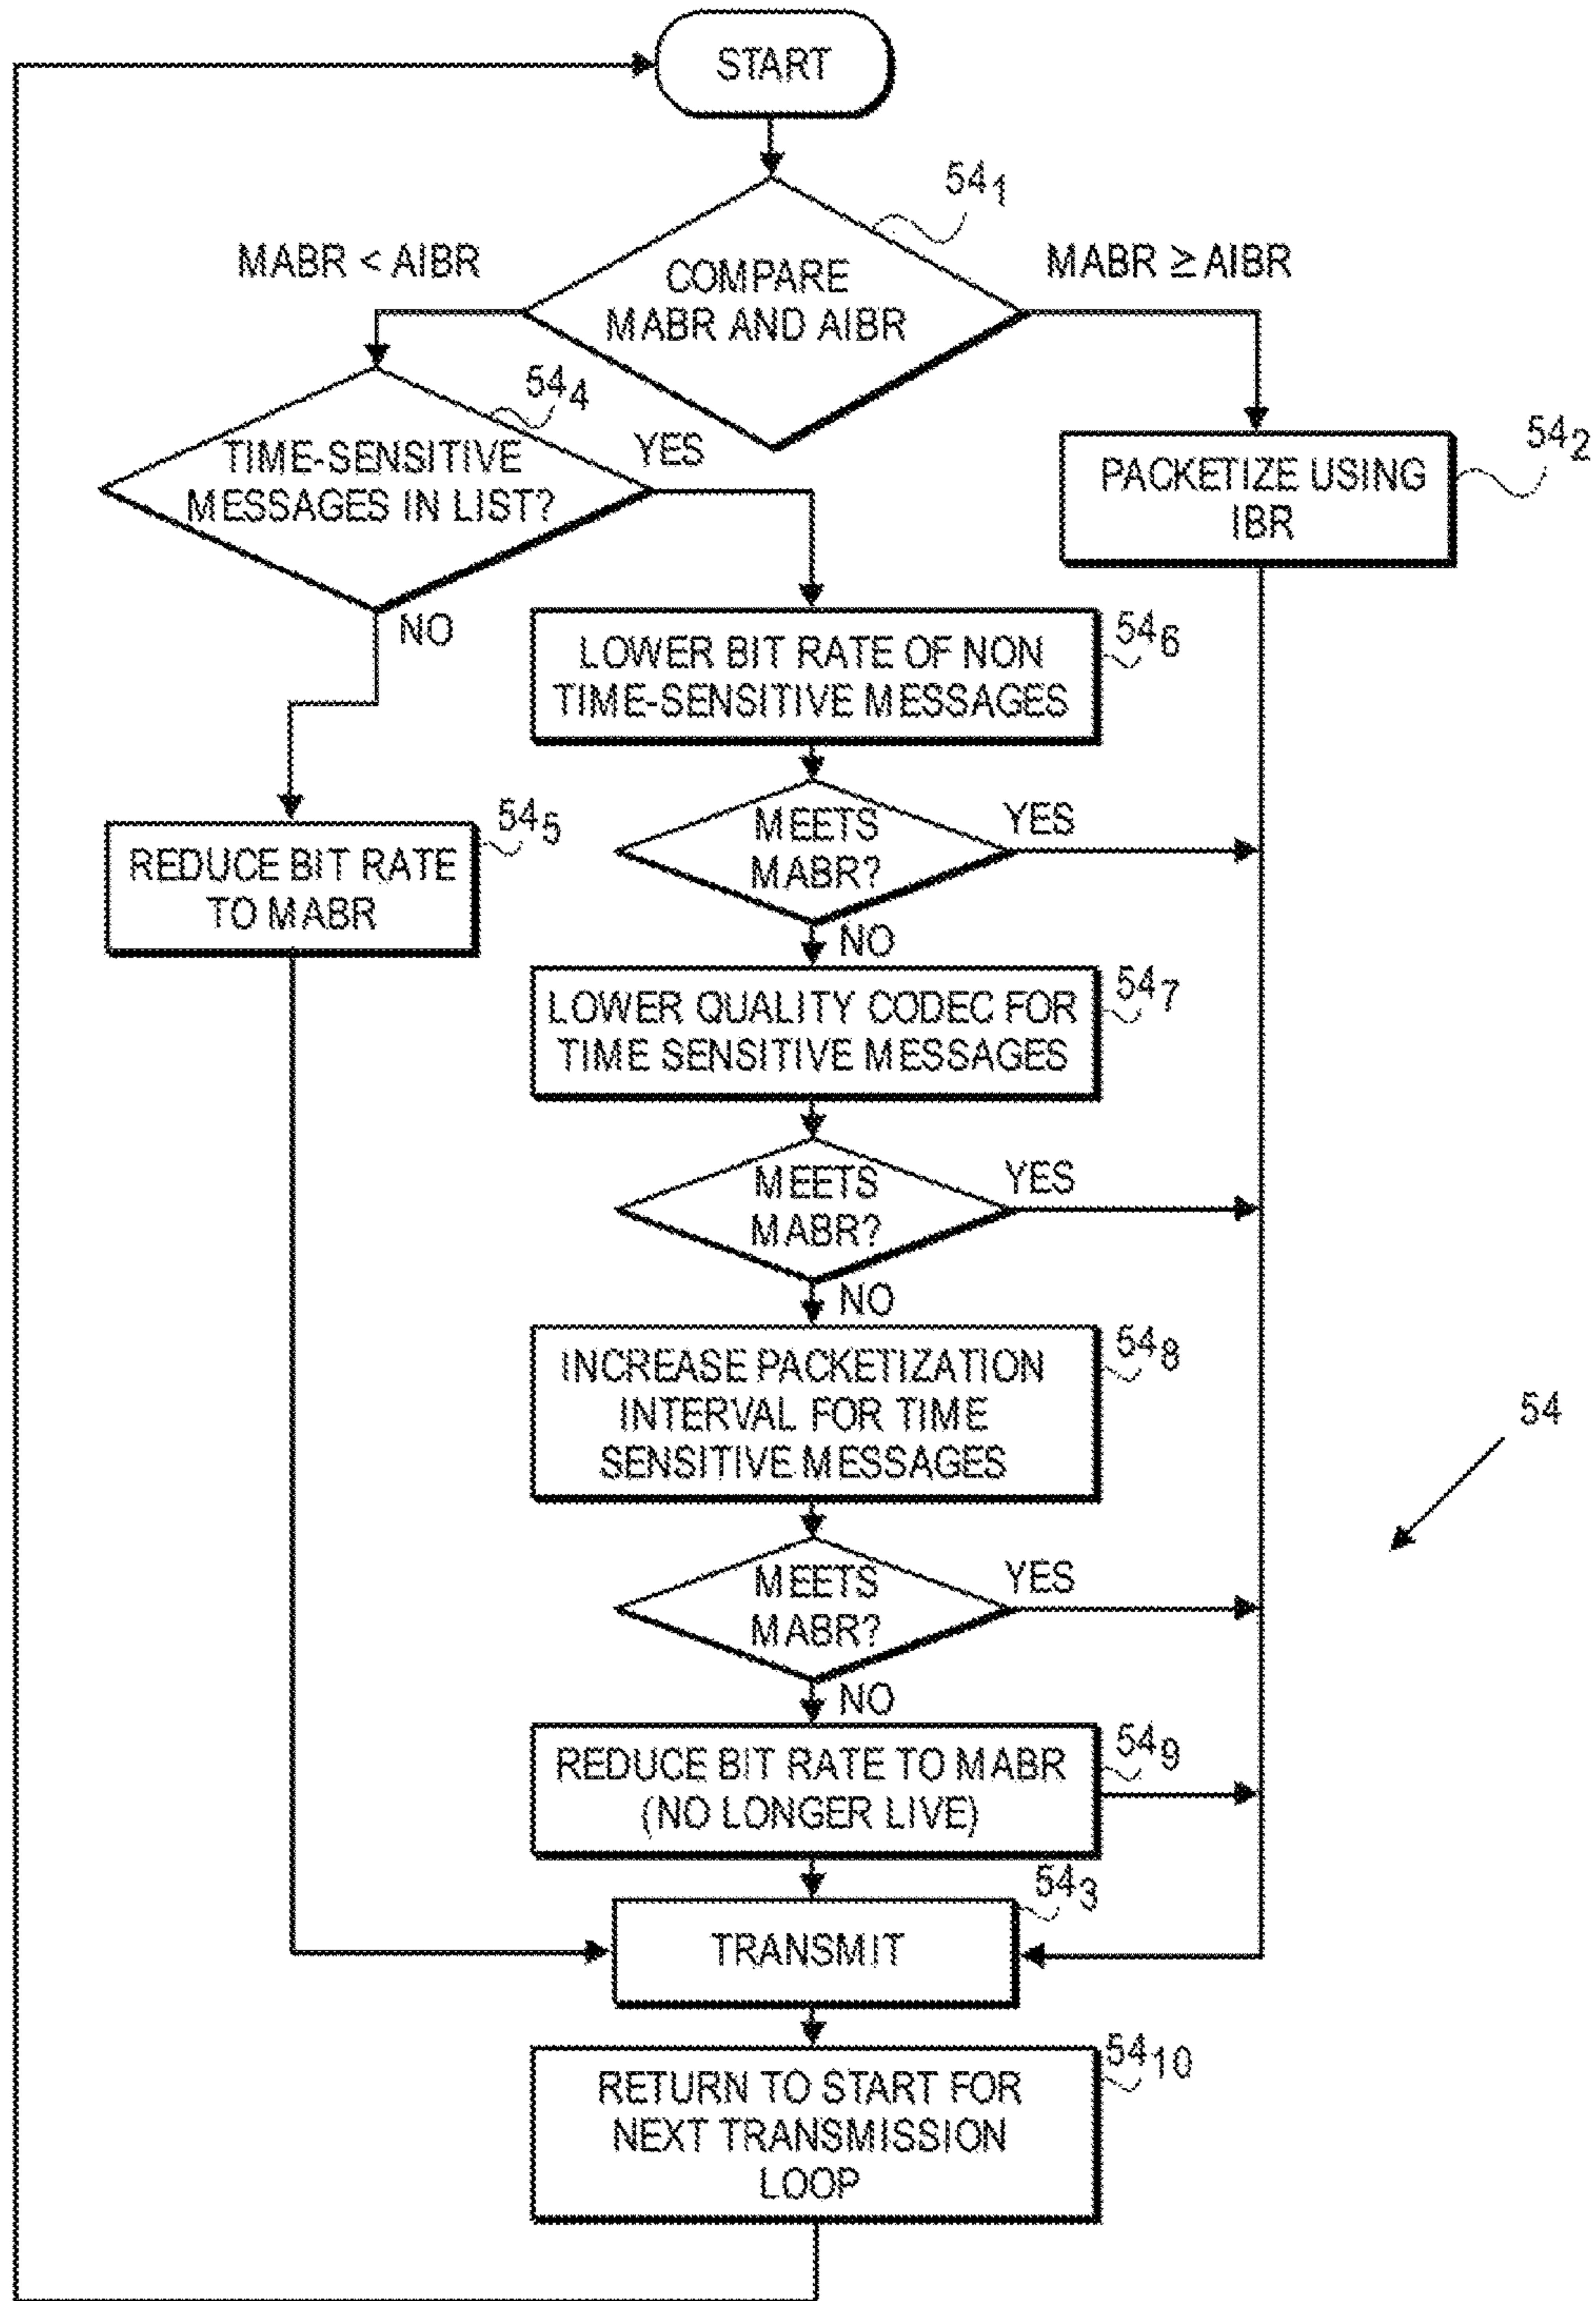 START
54₁
MABR < AIBR
MABR ≥ AIBR
COMPARE
MABR AND AIBR
54₄
TIME-SENSITIVE
MESSAGES IN LIST?
YES
NO
54₂
PACKETIZE USING
IBR
54₆
LOWER BIT RATE OF NON
TIME-SENSITIVE MESSAGES
54₅
REDUCE BIT RATE
TO MABR
MEETS
MABR?
YES
NO
54₇
LOWER QUALITY CODEC FOR
TIME SENSITIVE MESSAGES
MEETS
MABR?
YES
NO
54₈
INCREASE PACKETIZATION
INTERVAL FOR TIME
SENSITIVE MESSAGES
54
MEETS
MABR?
YES
NO
54₉
REDUCE BIT RATE TO MABR
(NO LONGER LIVE)
54₃
TRANSMIT
54₁₀
RETURN TO START FOR
NEXT TRANSMISSION
LOOP